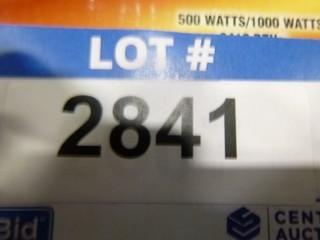 500 WATTS/1000 WATTS
LOT #
2841
Bid
CENT
AUCT